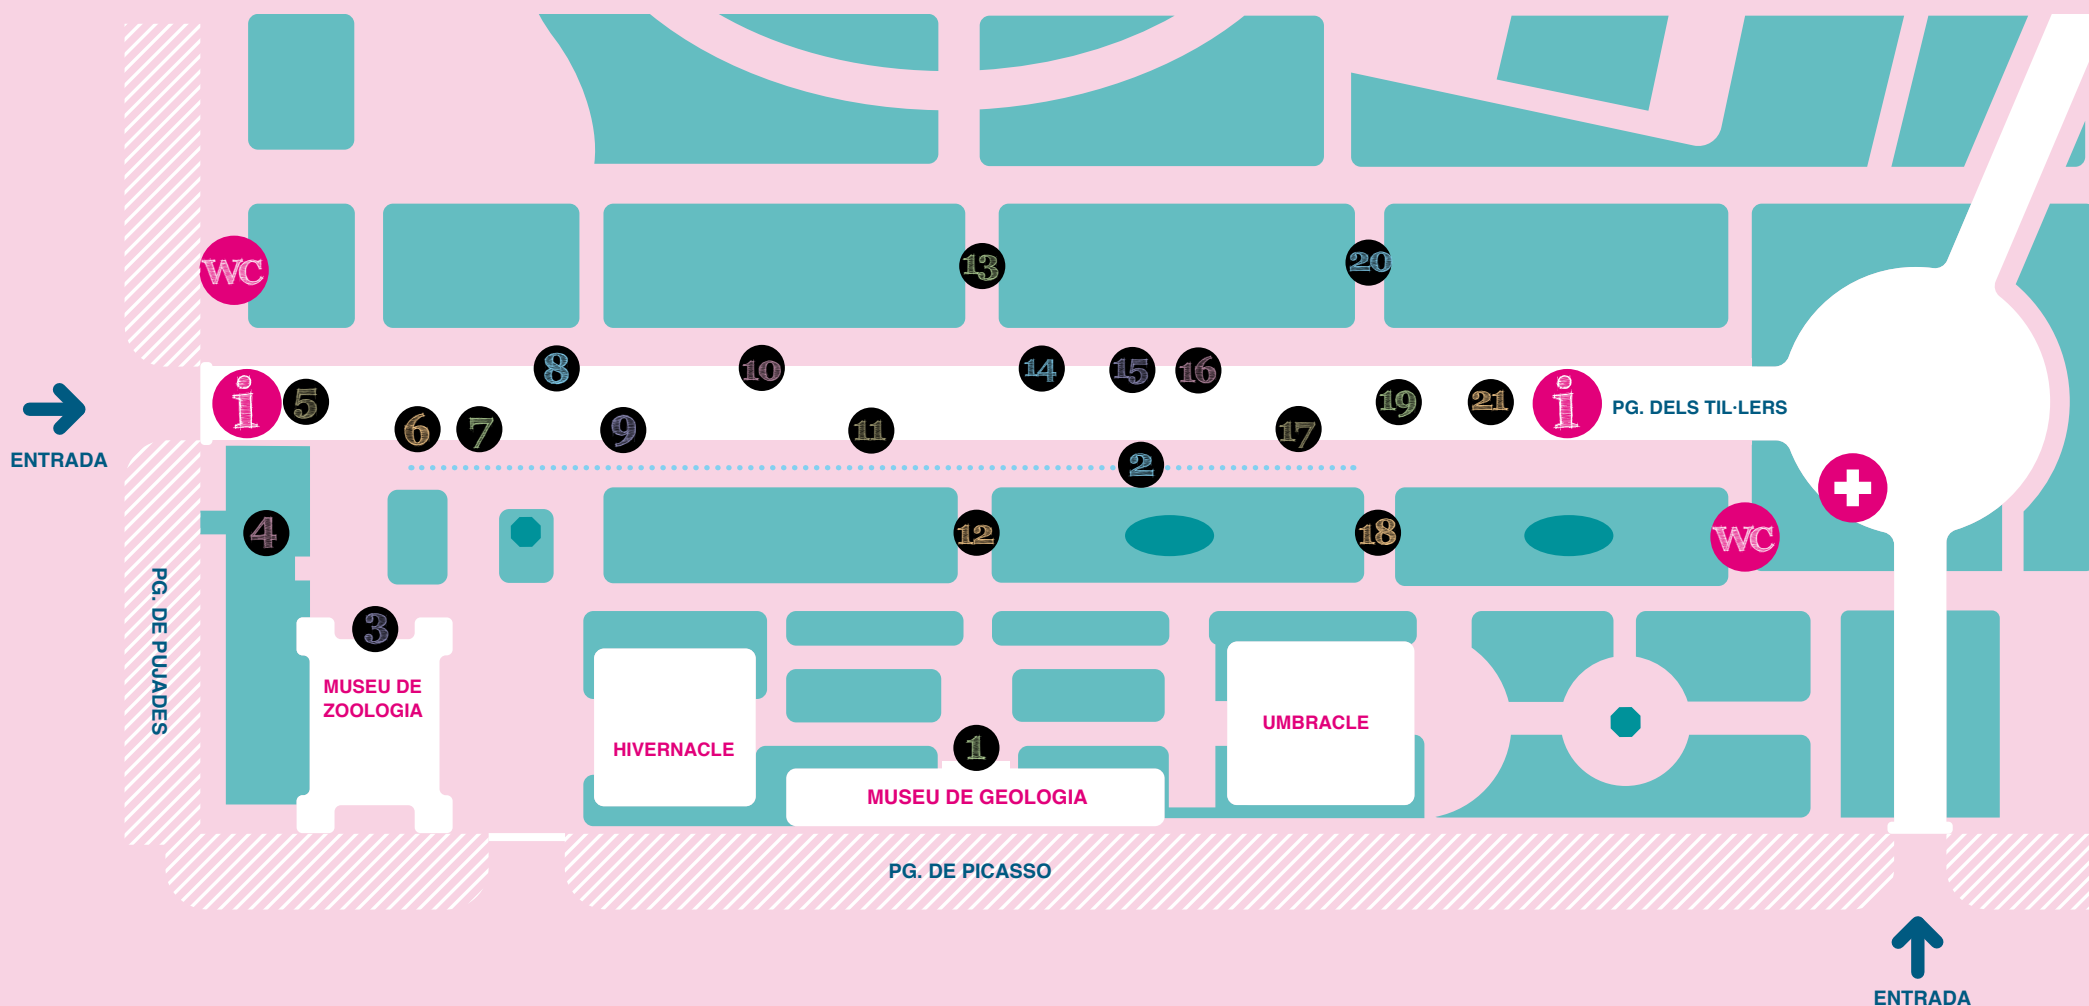 WC
13
20
8
10
14
15
16
i
5
6
7
9
11
17
19
21
i
PG. DELS TIL·LERS
ENTRADA
2
4
12
18
WC
PG. DE PUJADES
3
MUSEU DE
ZOOLOGIA
HIVERNACLE
1
MUSEU DE GEOLOGIA
UMBRACLE
PG. DE PICASSO
ENTRADA